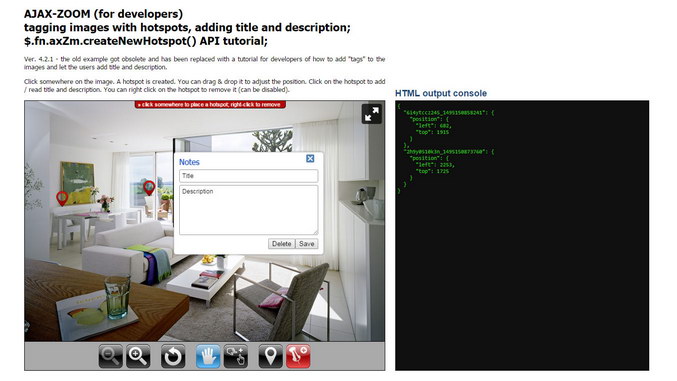 AJAX-ZOOM (for developers)
tagging images with hotspots, adding title and description;
$.fn.axZm.createNewHotspot() API tutorial;
Ver. 4.2.1 - the old example got obsolete and has been replaced with a tutorial for developers of how to add "tags" to the
images and let the users add title and description.
Click somewhere on the image. A hotspot is created. You can drag & drop it to adjust the position. Click on the hotspot to add
/ read title and description. You can right click on the hotspot to remove it (can be disabled).
HTML output console
» click somewhere to place a hotspot; right-click to remove
Notes
Title
Description
Delete Save
{
"position": {
"left": 682,
"top": 1915
}
},
"position": {
"left": 2253,
"top": 1725
}
}
}